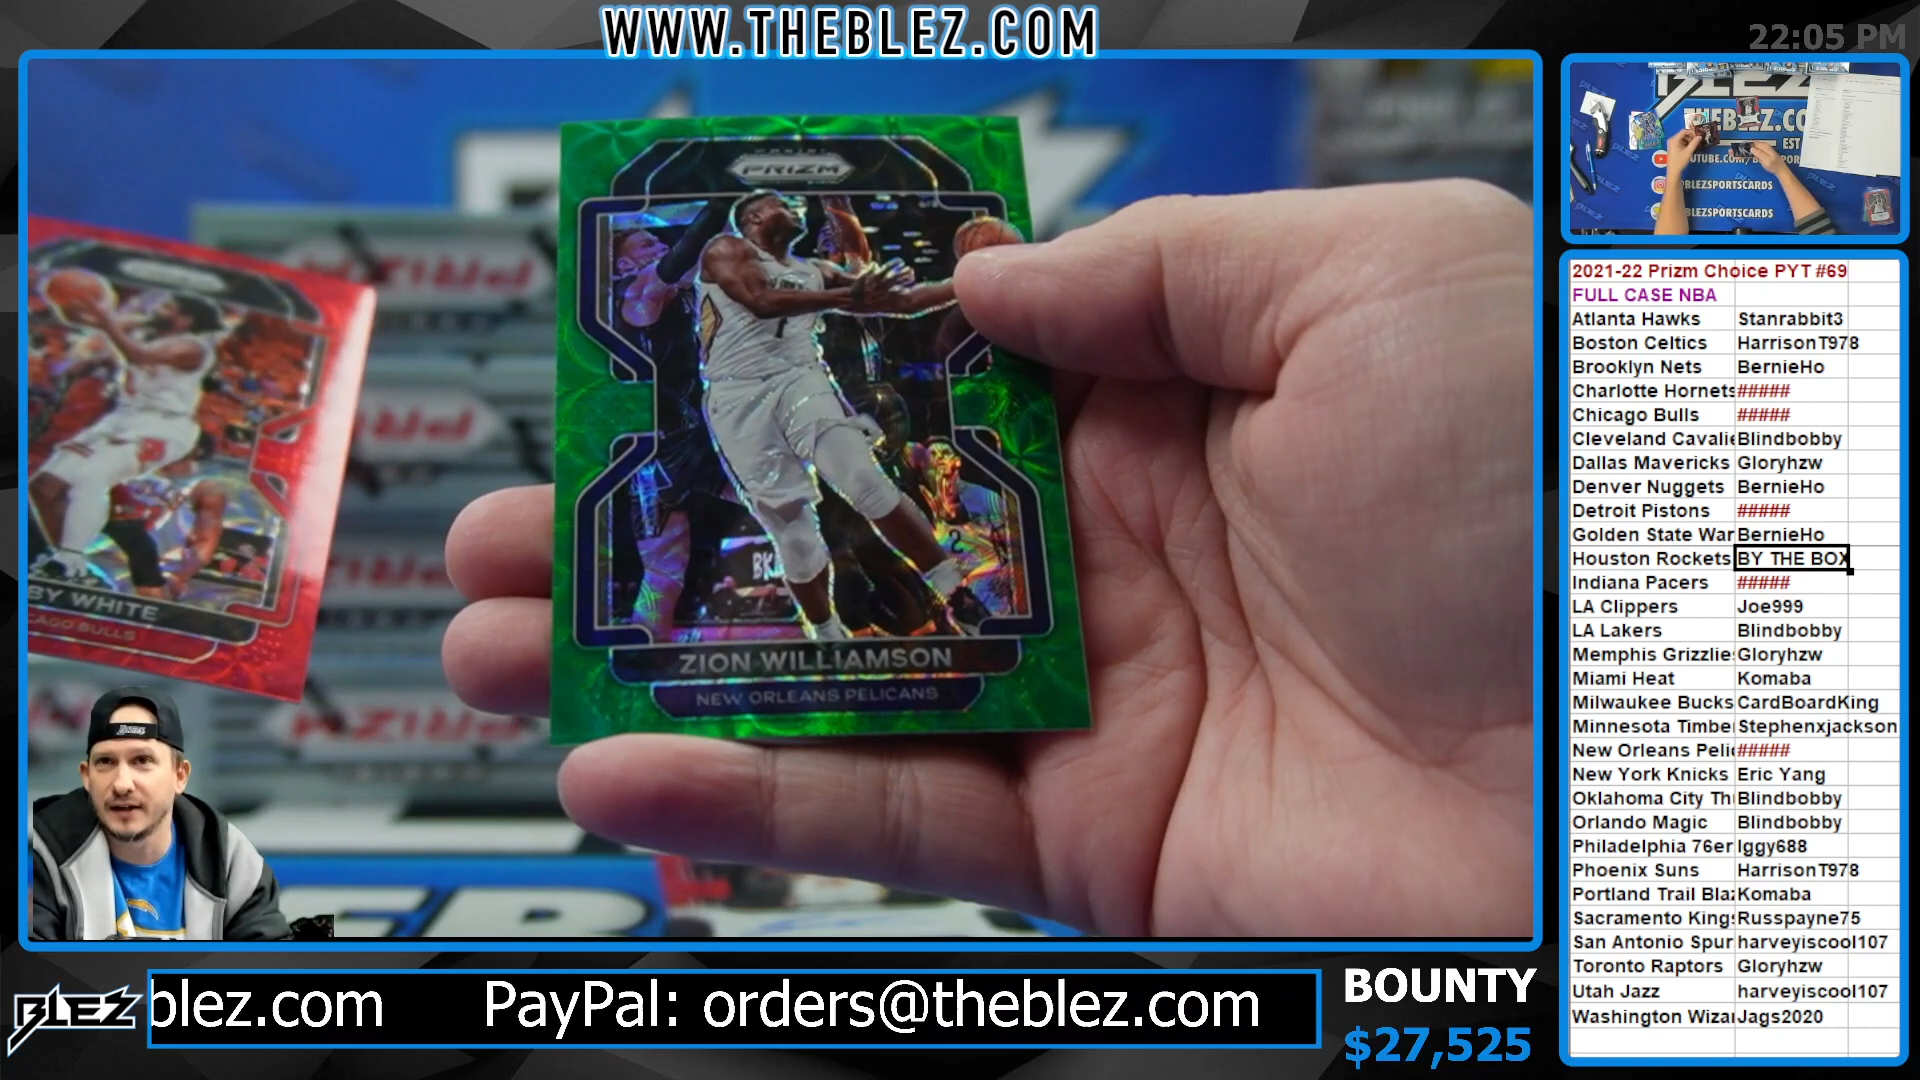 WWW.THEBLEZ.COM
22:05 PM
PANINI
PRIZM
ZION WILLIAMSON
NEW ORLEANS PELICANS
BY WHITE
CAGO BULLS
PRIZM
2021-22 Prizm Choice PYT #69
FULL CASE NBA
Atlanta Hawks Stanrabbit3
Boston Celtics HarrisonT978
Brooklyn Nets BernieHo
Charlotte Hornets #####
Chicago Bulls #####
Cleveland Cavalie Blindbobby
Dallas Mavericks Gloryhzw
Denver Nuggets BernieHo
Detroit Pistons #####
Golden State War BernieHo
Houston Rockets BY THE BOX
Indiana Pacers #####
LA Clippers Joe999
LA Lakers Blindbobby
Memphis Grizzlie Gloryhzw
Miami Heat Komaba
Milwaukee Bucks CardBoardKing
Minnesota Timbe Stephenxjackson
New Orleans Peli #####
New York Knicks Eric Yang
Oklahoma City Th Blindbobby
Orlando Magic Blindbobby
Philadelphia 76er Iggy688
Phoenix Suns HarrisonT978
Portland Trail Bla Komaba
Sacramento King Russpayne75
San Antonio Spur harveyiscool107
Toronto Raptors Gloryhzw
Utah Jazz harveyiscool107
Washington Wiza Jags2020
BLEZ
blez.com PayPal: orders@theblez.com
BOUNTY
$27,525